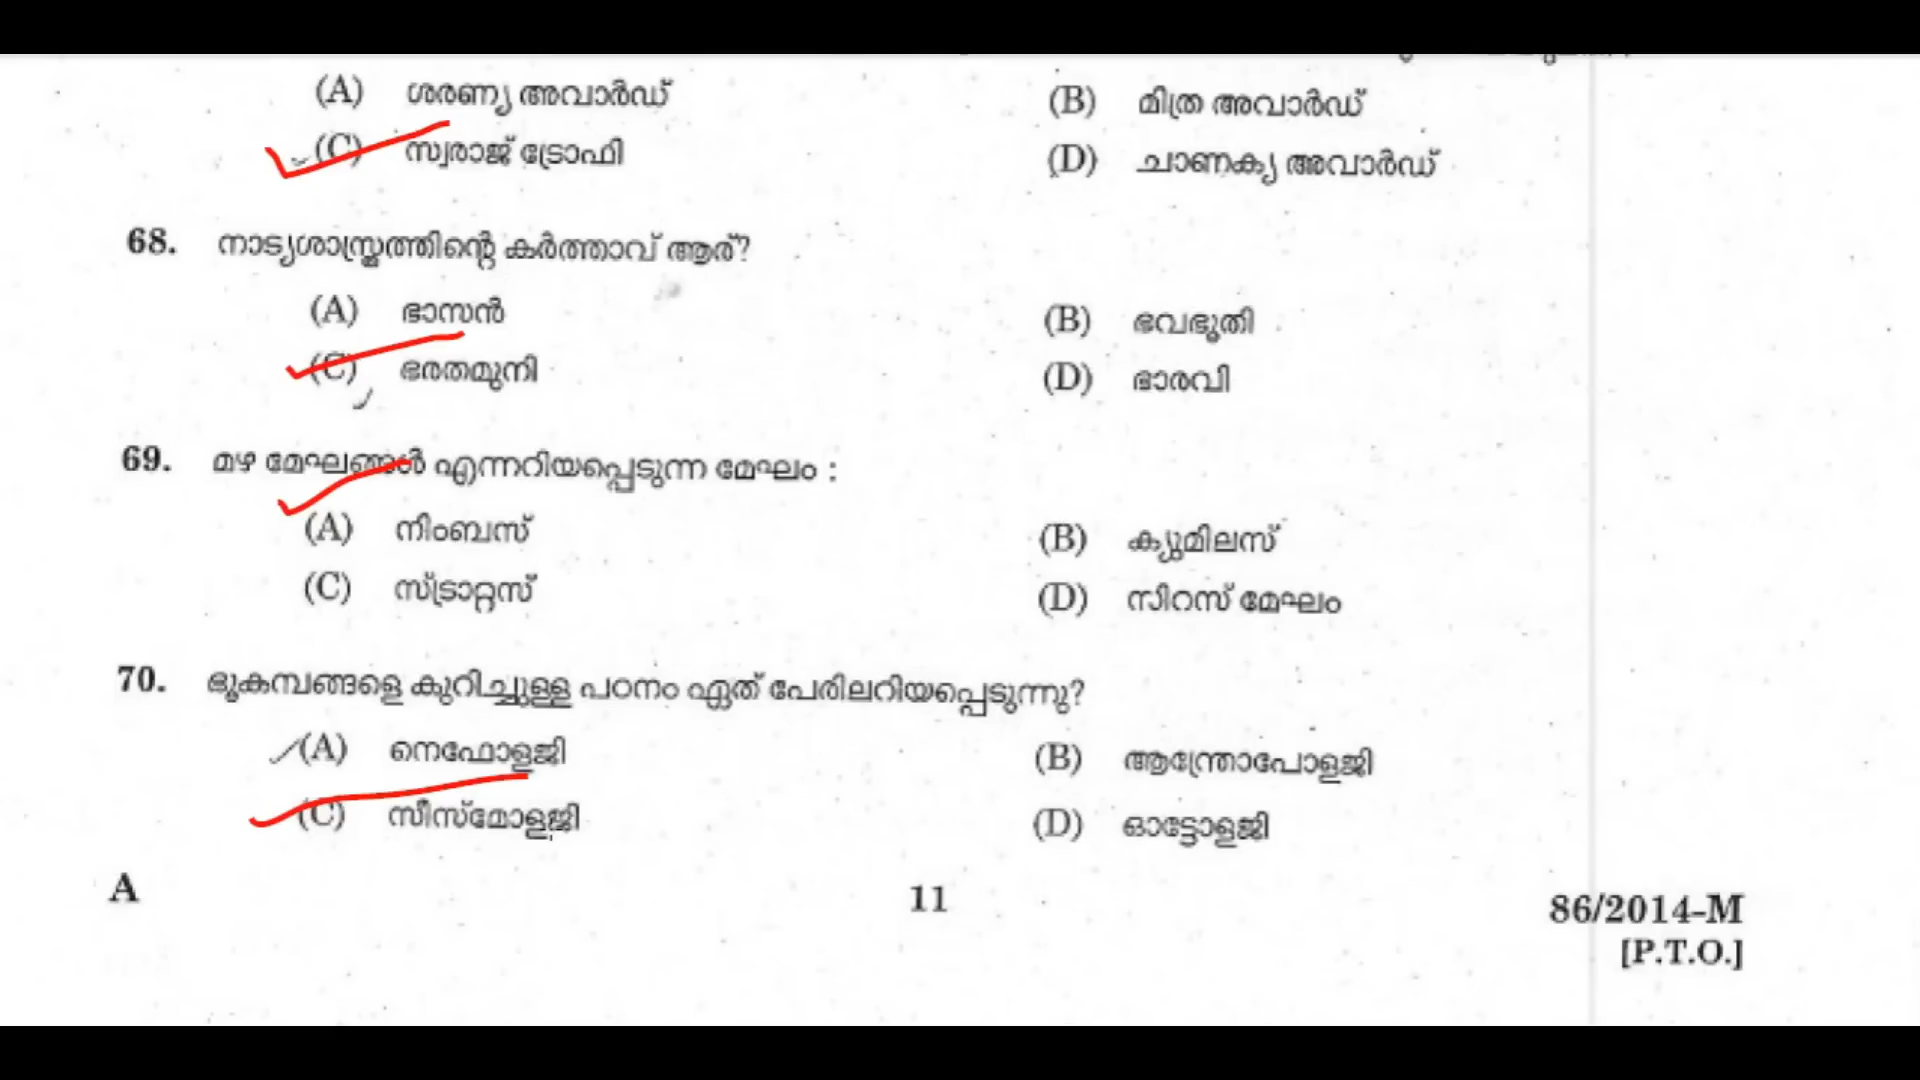 (A) ശരണ്യ അവാർഡ് (B) മിത്ര അവാർഡ്
(C) സ്വരാജ് ട്രോഫി (D) ചാണക്യ അവാർഡ്
68. നാട്യശാസ്ത്രത്തിന്റെ കർത്താവ് ആര്?
(A) ഭാസൻ (B) ഭവഭൂതി
(C) ഭരതമുനി (D) ഭാരവി
69. മഴ മേഘങ്ങൾ എന്നറിയപ്പെടുന്ന മേഘം :
(A) നിംബസ് (B) ക്യുമിലസ്
(C) സ്ട്രാറ്റസ് (D) സിറസ് മേഘം
70. ഭൂകമ്പങ്ങളെ കുറിച്ചുള്ള പഠനം ഏത് പേരിലറിയപ്പെടുന്നു?
(A) നെഫോളജി (B) ആന്ത്രോപോളജി
(C) സീസ്മോളജി (D) ഓട്ടോളജി
A 11 86/2014-M
[P.T.O.]